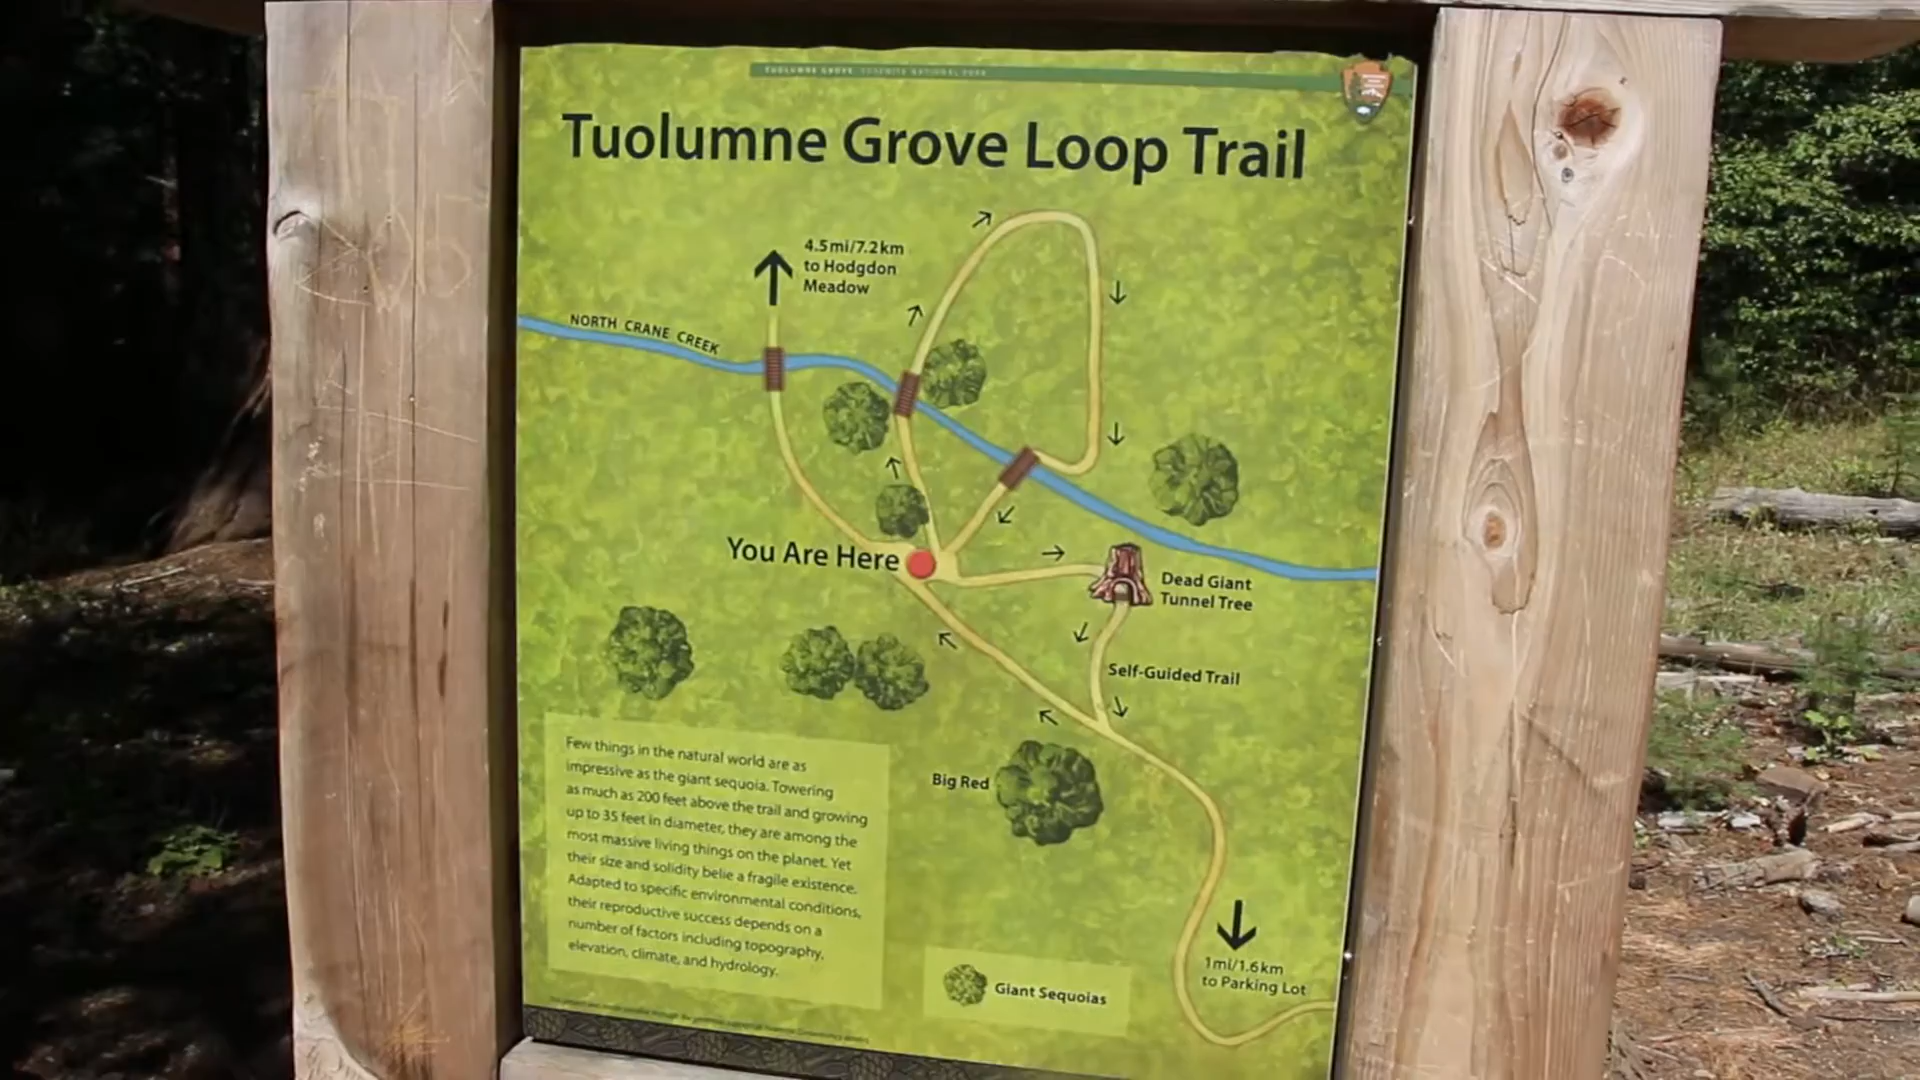 TUOLUMNE GROVE YOSEMITE NATIONAL PARK
Tuolumne Grove Loop Trail
4.5mi/7.2km
to Hodgdon
Meadow
NORTH CRANE CREEK
You Are Here
Dead Giant
Tunnel Tree
Self-Guided Trail
Big Red
Few things in the natural world are as
impressive as the giant sequoia. Towering
as much as 200 feet above the trail and growing
up to 35 feet in diameter, they are among the
most massive living things on the planet. Yet
their size and solidity belie a fragile existence.
Adapted to specific environmental conditions,
their reproductive success depends on a
number of factors including topography,
elevation, climate, and hydrology.
1mi/1.6km
to Parking Lot
Giant Sequoias